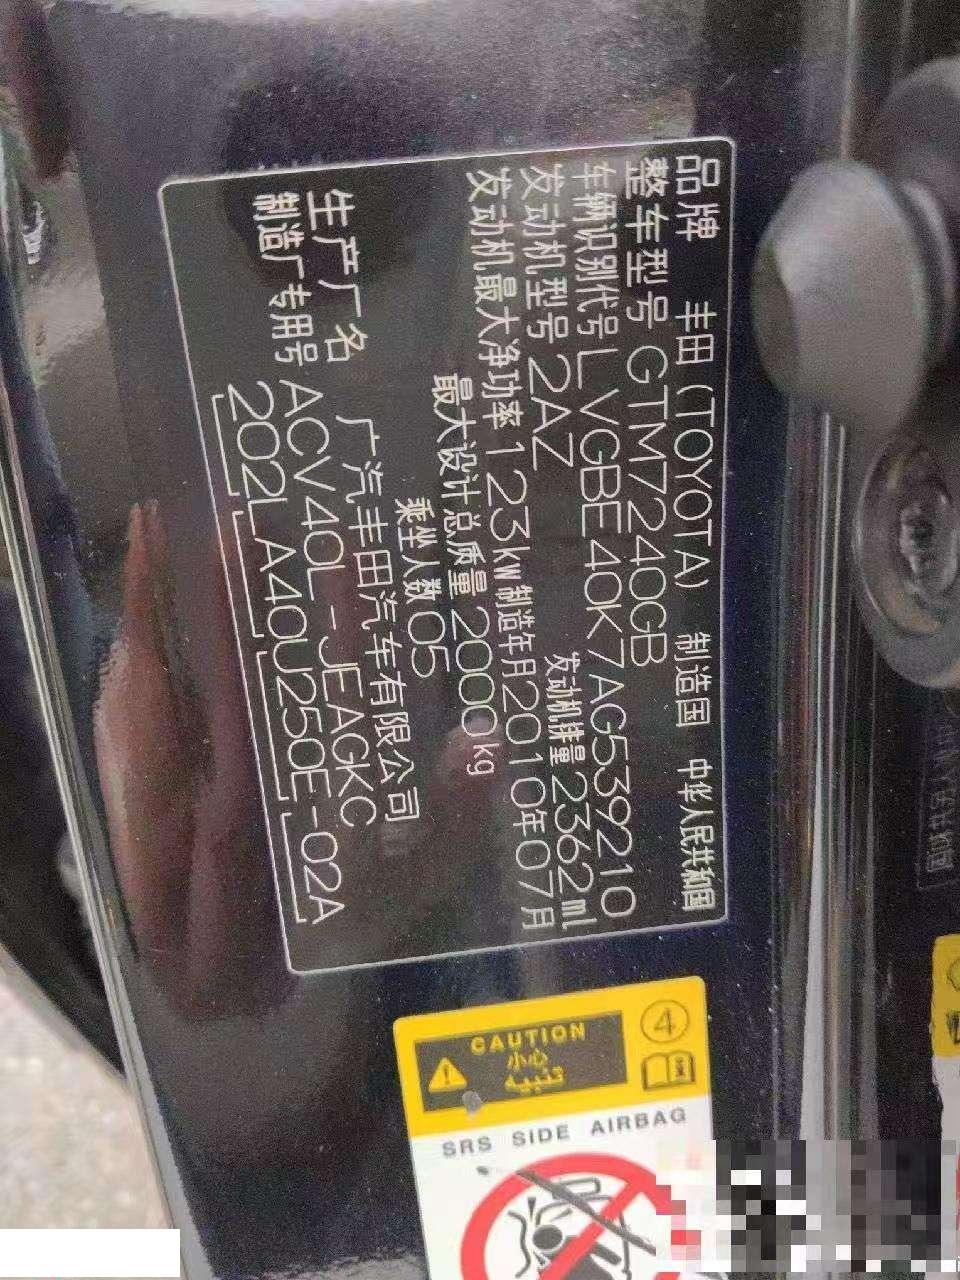 品牌 丰田(TOYOTA) 制造国 中华人民共和国
整车型号 GTM7240GB
车辆识别代号 LVGBE40K7AG539210
发动机型号 2AZ 发动机排量 2362ml
发动机最大净功率 123kw 制造年月 2010年07月
最大设计总质量 2000kg
乘坐人数 05
生产厂名 广汽丰田汽车有限公司
制造厂专用号 ACV40L-JEAGKC
202LA40U250E-02A
4
CAUTION
小心
تنبيه
SRS SIDE AIRBAG